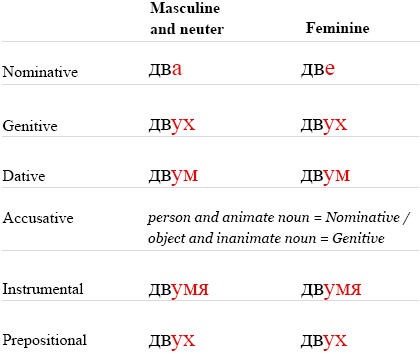 Masculine
and neuter Feminine
Nominative два две
Genitive двух двух
Dative двум двум
Accusative person and animate noun = Nominative /
object and inanimate noun = Genitive
Instrumental двумя двумя
Prepositional двух двух